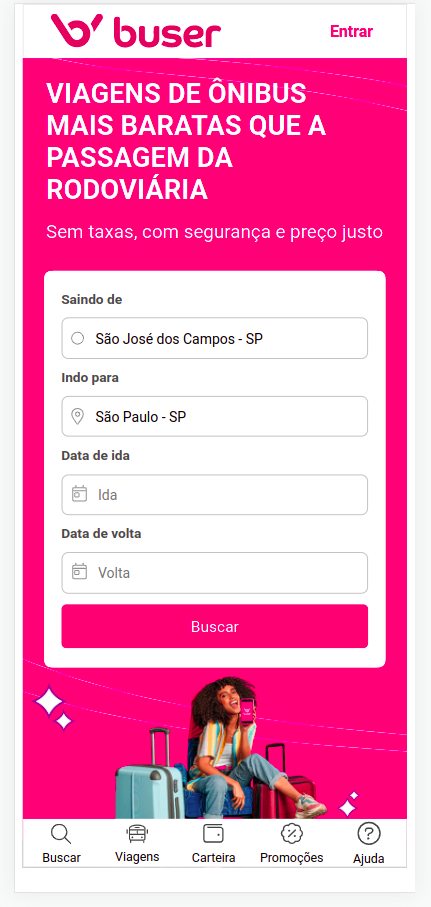 buser
Entrar
VIAGENS DE ÔNIBUS
MAIS BARATAS QUE A
PASSAGEM DA
RODOVIÁRIA
Sem taxas, com segurança e preço justo
Saindo de
São José dos Campos - SP
Indo para
São Paulo - SP
Data de ida
Ida
Data de volta
Volta
Buscar
Buscar
Viagens
Carteira
Promoções
Ajuda